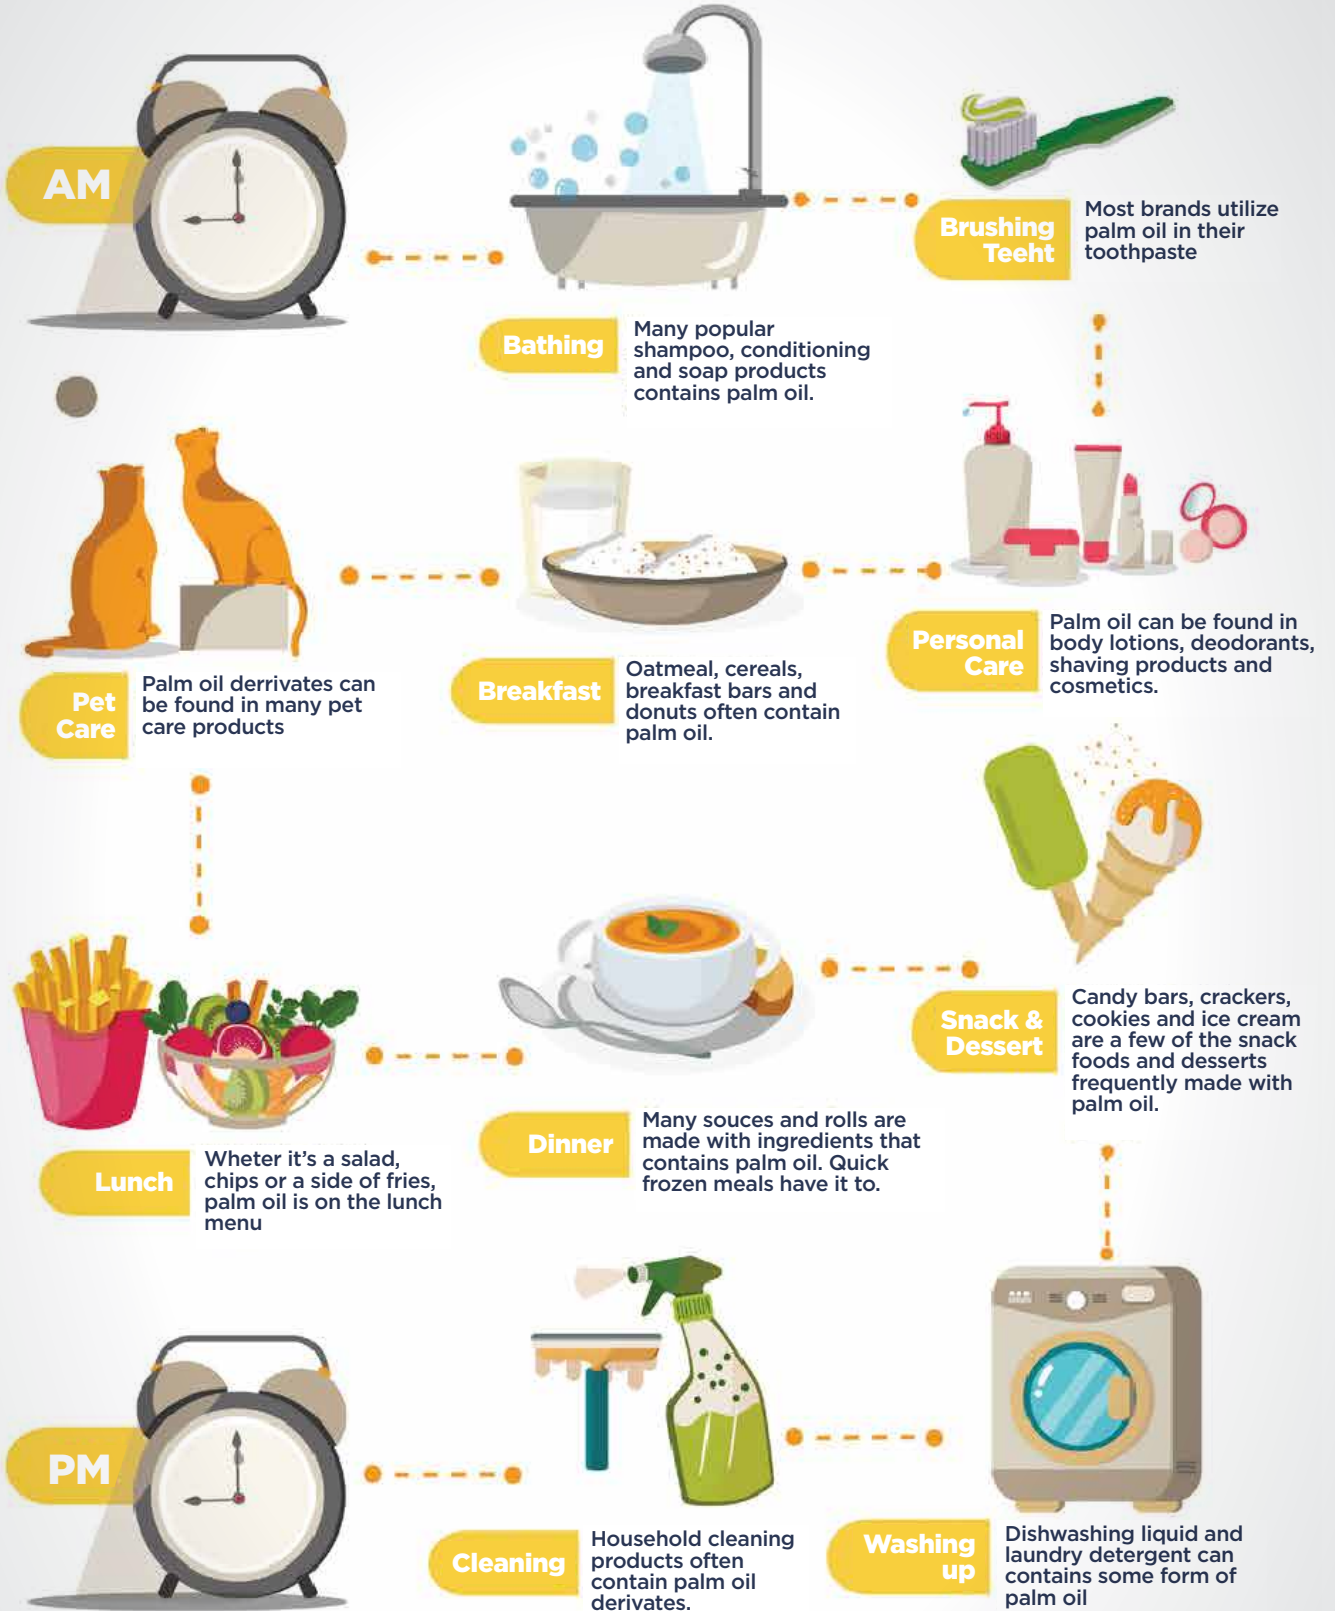 AM
Bathing
Many popular
shampoo, conditioning
and soap products
contains palm oil.
Brushing
Teeht
Most brands utilize
palm oil in their
toothpaste
Personal
Care
Palm oil can be found in
body lotions, deodorants,
shaving products and
cosmetics.
Breakfast
Oatmeal, cereals,
breakfast bars and
donuts often contain
palm oil.
Pet
Care
Palm oil derrivates can
be found in many pet
care products
Lunch
Wheter it's a salad,
chips or a side of fries,
palm oil is on the lunch
menu
Dinner
Many souces and rolls are
made with ingredients that
contains palm oil. Quick
frozen meals have it to.
Snack &
Dessert
Candy bars, crackers,
cookies and ice cream
are a few of the snack
foods and desserts
frequently made with
palm oil.
Washing
up
Dishwashing liquid and
laundry detergent can
contains some form of
palm oil
Cleaning
Household cleaning
products often
contain palm oil
derivates.
PM